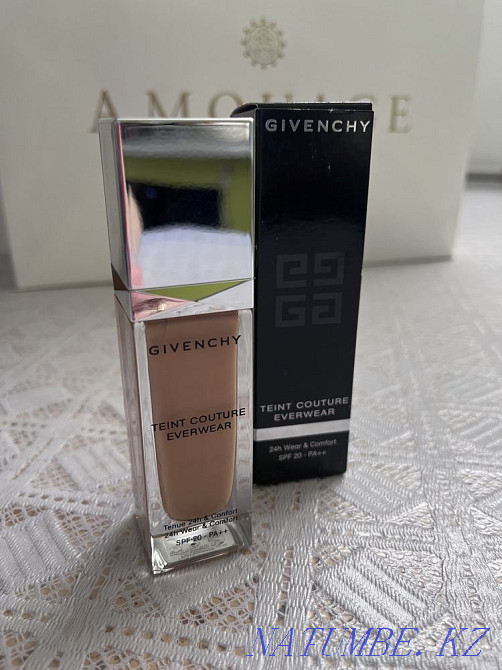 AMOUAGE
GIVENCHY
TEINT COUTURE
EVERWEAR
24h Wear & Comfort
SPF 20 - PA++
GIVENCHY
TEINT COUTURE
EVERWEAR
Tenue 24h & Confort
24h Wear & Comfort
SPF 20 - PA++
NATUMBE.KZ